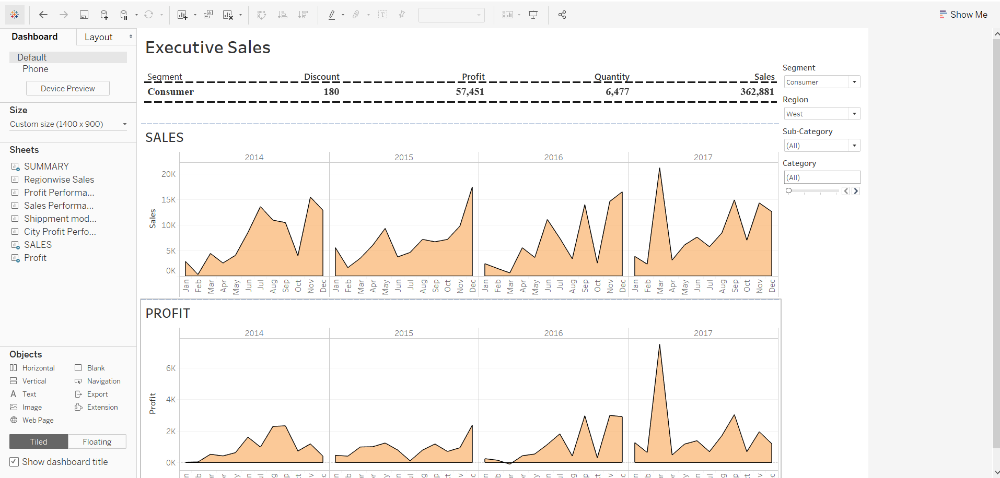 Show Me
Dashboard Layout
Default
Phone
Device Preview
Size
Custom size (1400 x 900)
Sheets
SUMMARY
Regionwise Sales
Profit Performa...
Sales Performa...
Shippment mod...
City Profit Perfo...
SALES
Profit
Objects
Horizontal Blank
Vertical Navigation
Text Export
Image Extension
Web Page
Tiled Floating
Show dashboard title
Executive Sales
Segment Discount Profit Quantity Sales
Consumer 180 57,451 6,477 362,881
SALES
2014 2015 2016 2017
Sales
20K
15K
10K
5K
0K
Jan Feb Mar Apr May Jun Jul Aug Sep Oct Nov Dec Jan Feb Mar Apr May Jun Jul Aug Sep Oct Nov Dec Jan Feb Mar Apr May Jun Jul Aug Sep Oct Nov Dec Jan Feb Mar Apr May Jun Jul Aug Sep Oct Nov Dec
PROFIT
2014 2015 2016 2017
Profit
6K
4K
2K
0K
Segment
Consumer
Region
West
Sub-Category
(All)
Category
(All)